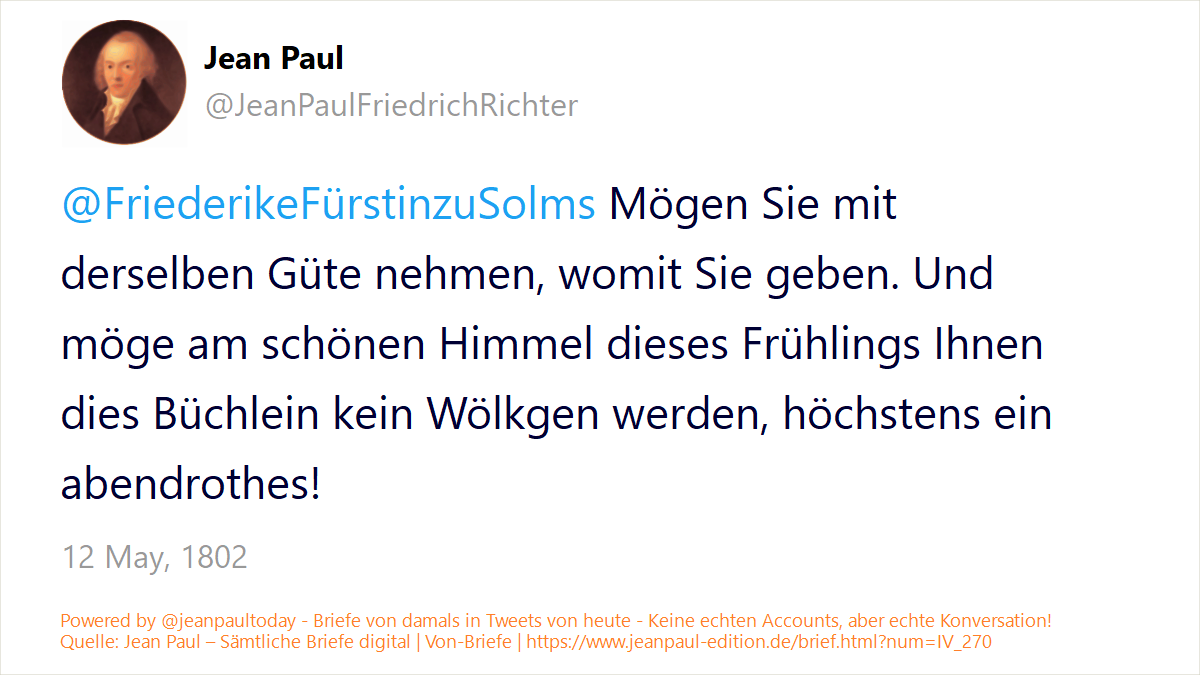 Jean Paul
@JeanPaulFriedrichRichter
@FriederikeFürstinzuSolms Mögen Sie mit
derselben Güte nehmen, womit Sie geben. Und
möge am schönen Himmel dieses Frühlings Ihnen
dies Büchlein kein Wölkgen werden, höchstens ein
abendrothes!
12 May, 1802
Powered by @jeanpaultoday - Briefe von damals in Tweets von heute - Keine echten Accounts, aber echte Konversation!
Quelle: Jean Paul – Sämtliche Briefe digital | Von-Briefe | https://www.jeanpaul-edition.de/brief.html?num=IV_270